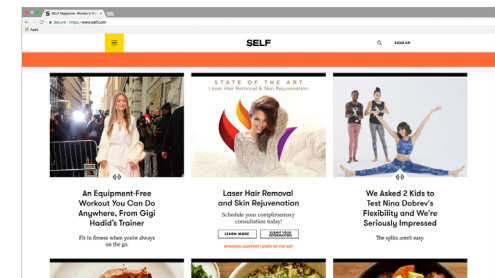 S SELF Magazine: Women's W
Secure https://www.self.com
Apps
SELF
SIGN UP
STATE OF THE ART
Laser Hair Removal & Skin Rejuvenation
An Equipment-Free
Workout You Can Do
Anywhere, From Gigi
Hadid's Trainer
Fit in fitness when you're always
on the go.
Laser Hair Removal
and Skin Rejuvenation
Schedule your complimentary
consultation today!
LEARN MORE
SUBMIT YOUR
INFORMATION
SPONSOR CONTENT | STATE OF THE ART
We Asked 2 Kids to
Test Nina Dobrev's
Flexibility and We're
Seriously Impressed
The splits aren't easy.